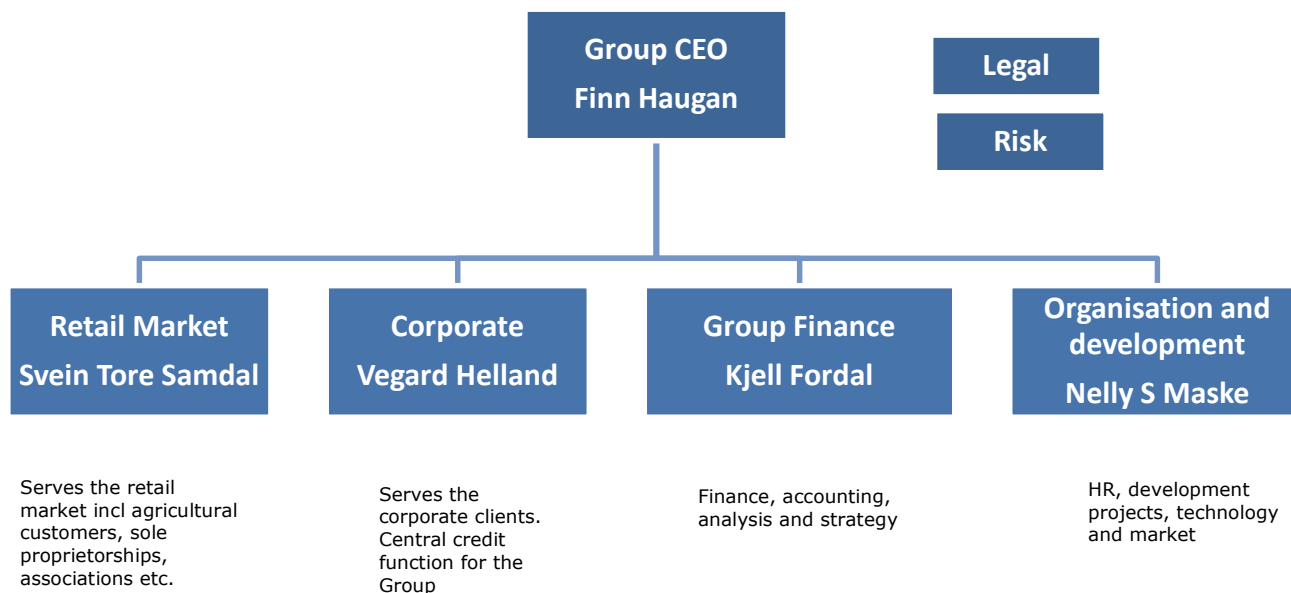 Group CEO
Finn Haugan
Legal
Risk
Retail Market
Svein Tore Samdal
Corporate
Vegard Helland
Group Finance
Kjell Fordal
Organisation and
development
Nelly S Maske
Serves the retail
market incl agricultural
customers, sole
proprietorships,
associations etc.
Serves the
corporate clients.
Central credit
function for the
Group
Finance, accounting,
analysis and strategy
HR, development
projects, technology
and market